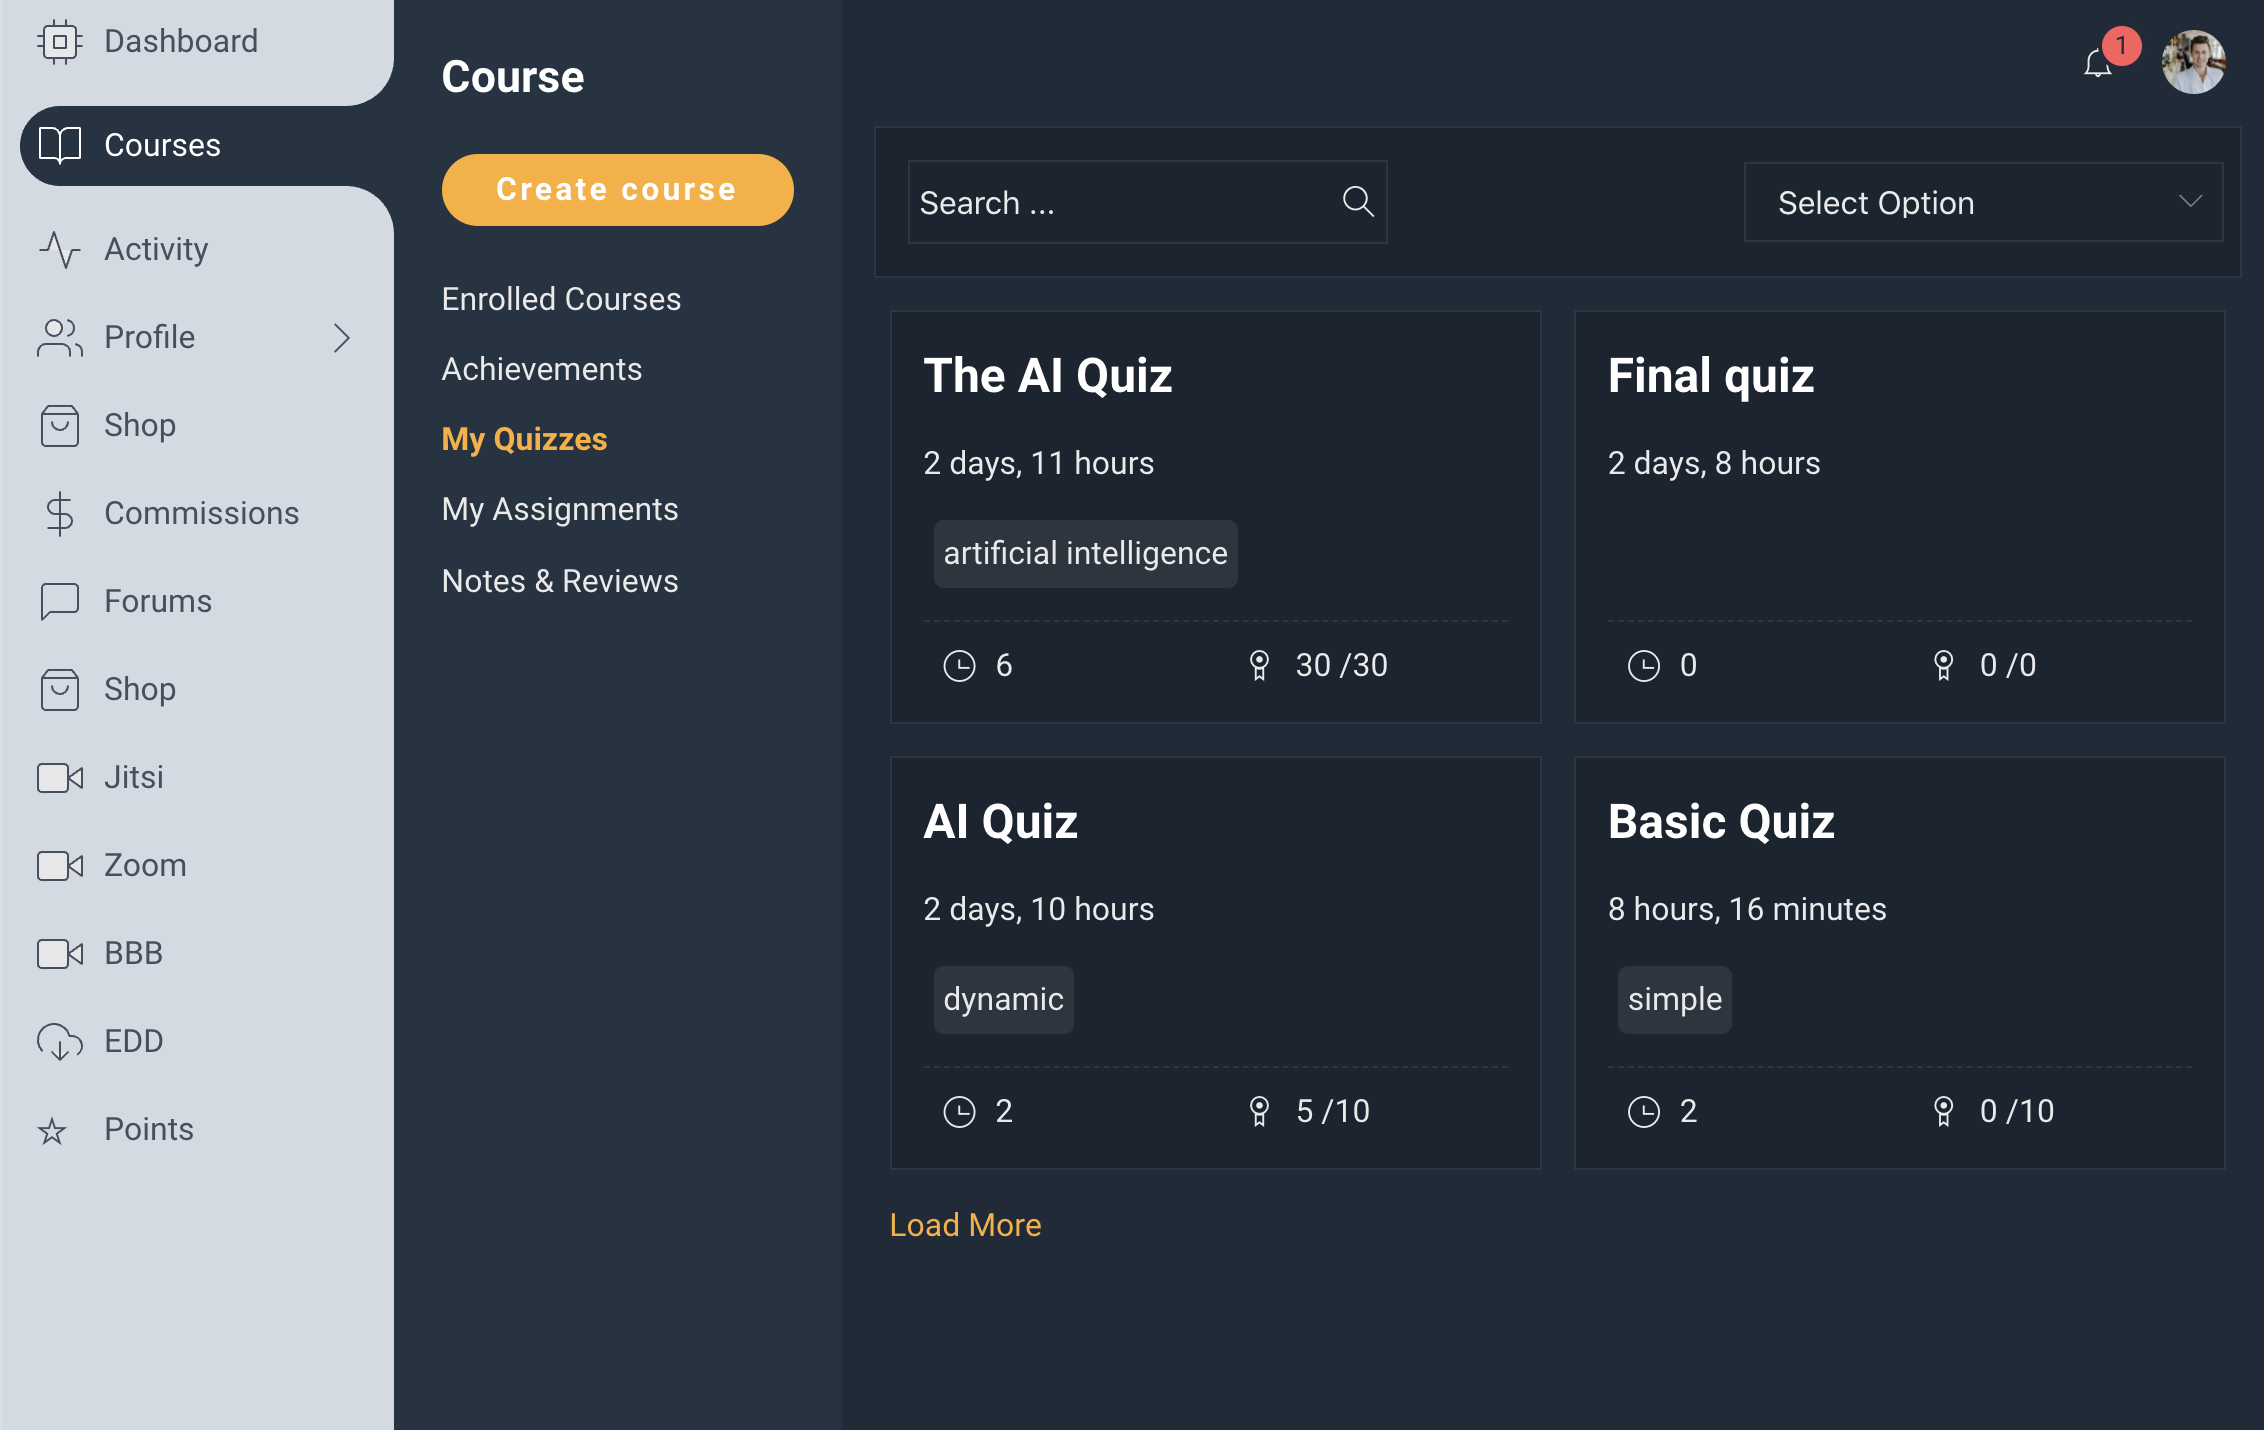 Dashboard
Courses
Activity
Profile
Shop
Commissions
Forums
Shop
Jitsi
Zoom
BBB
EDD
Points
Course
Create course
Enrolled Courses
Achievements
My Quizzes
My Assignments
Notes & Reviews
1
Search ...
Select Option
The AI Quiz
2 days, 11 hours
artificial intelligence
6
30 /30
Final quiz
2 days, 8 hours
0
0 /0
AI Quiz
2 days, 10 hours
dynamic
2
5 /10
Basic Quiz
8 hours, 16 minutes
simple
2
0 /10
Load More